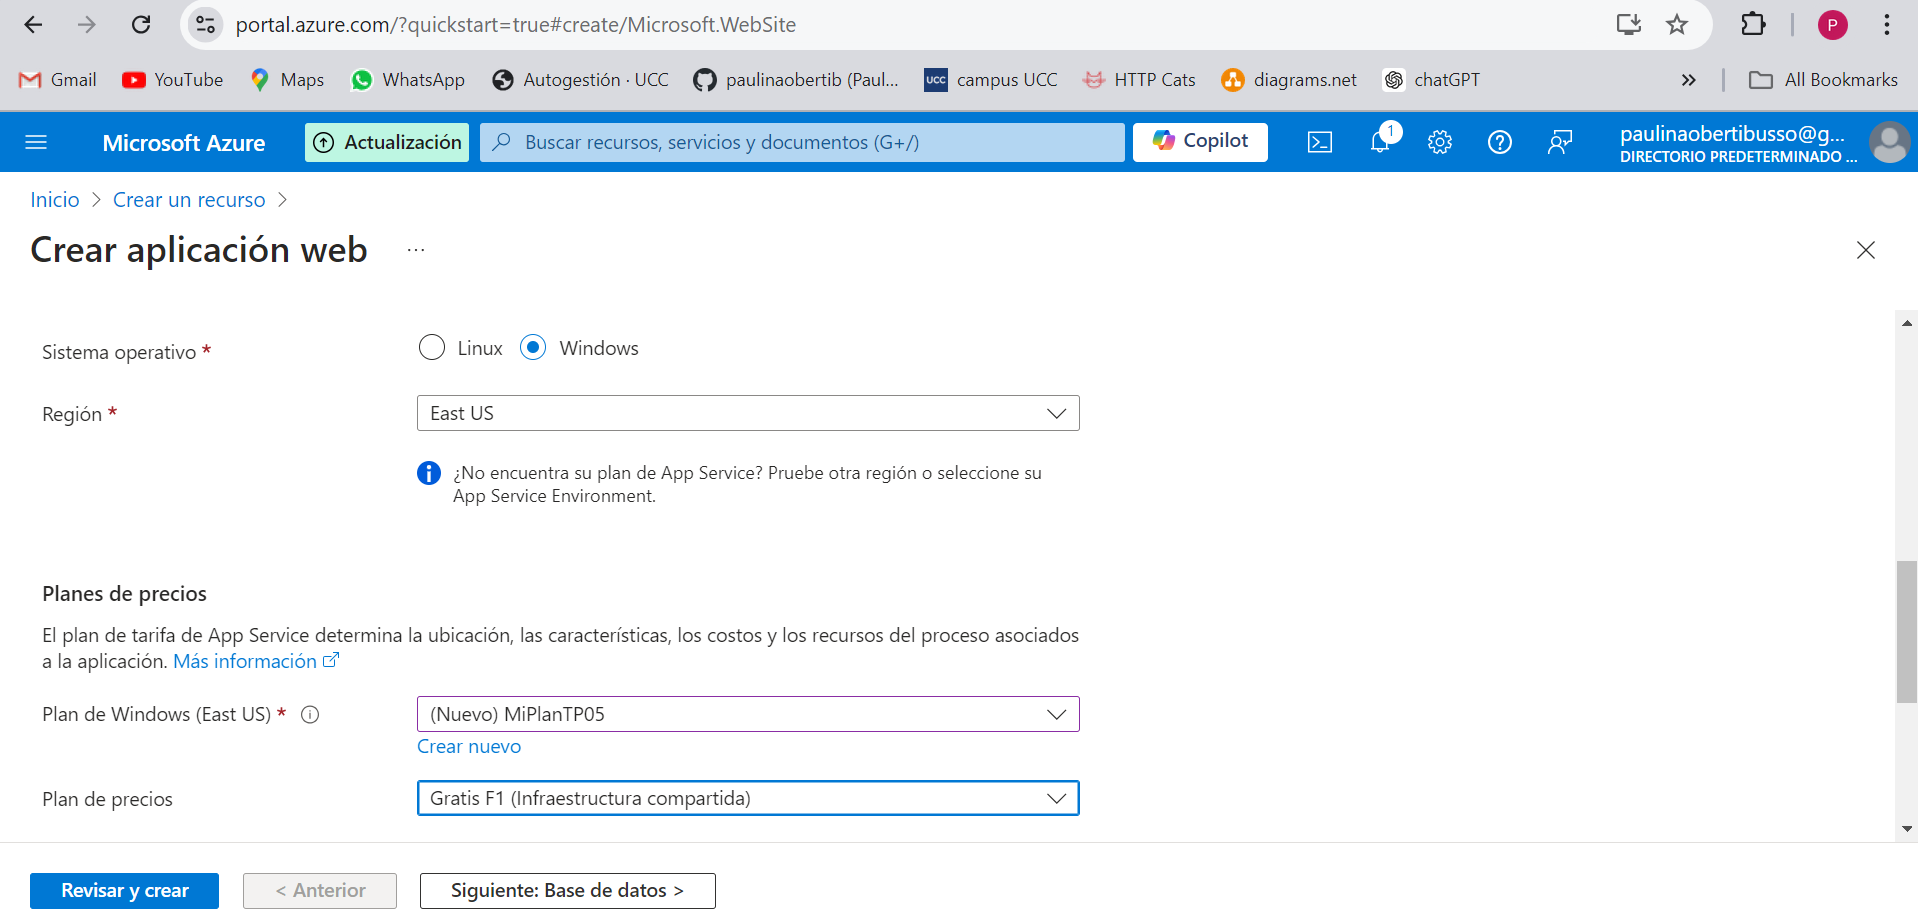 portal.azure.com/?quickstart=true#create/Microsoft.WebSite
P
Gmail
YouTube
Maps
WhatsApp
Autogestión · UCC
paulinaobertib (Paul...
UCC
campus UCC
HTTP Cats
diagrams.net
chatGPT
»
All Bookmarks
Microsoft Azure
Actualización
Buscar recursos, servicios y documentos (G+/)
Copilot
1
paulinaobertibusso@g...
DIRECTORIO PREDETERMINADO ...
Inicio > Crear un recurso >
Crear aplicación web ...
Sistema operativo *
Linux
Windows
Región *
East US
¿No encuentra su plan de App Service? Pruebe otra región o seleccione su
App Service Environment.
Planes de precios
El plan de tarifa de App Service determina la ubicación, las características, los costos y los recursos del proceso asociados
a la aplicación. Más información
Plan de Windows (East US) *
(Nuevo) MiPlanTP05
Crear nuevo
Plan de precios
Gratis F1 (Infraestructura compartida)
Revisar y crear
< Anterior
Siguiente: Base de datos >